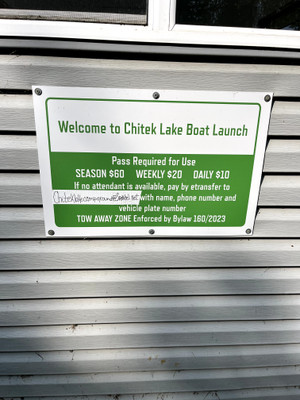 Welcome to Chitek Lake Boat Launch
Pass Required for Use
SEASON $60 WEEKLY $20 DAILY $10
If no attendant is available, pay by etransfer to
with name, phone number and
vehicle plate number
TOW AWAY ZONE Enforced by Bylaw 160/2023